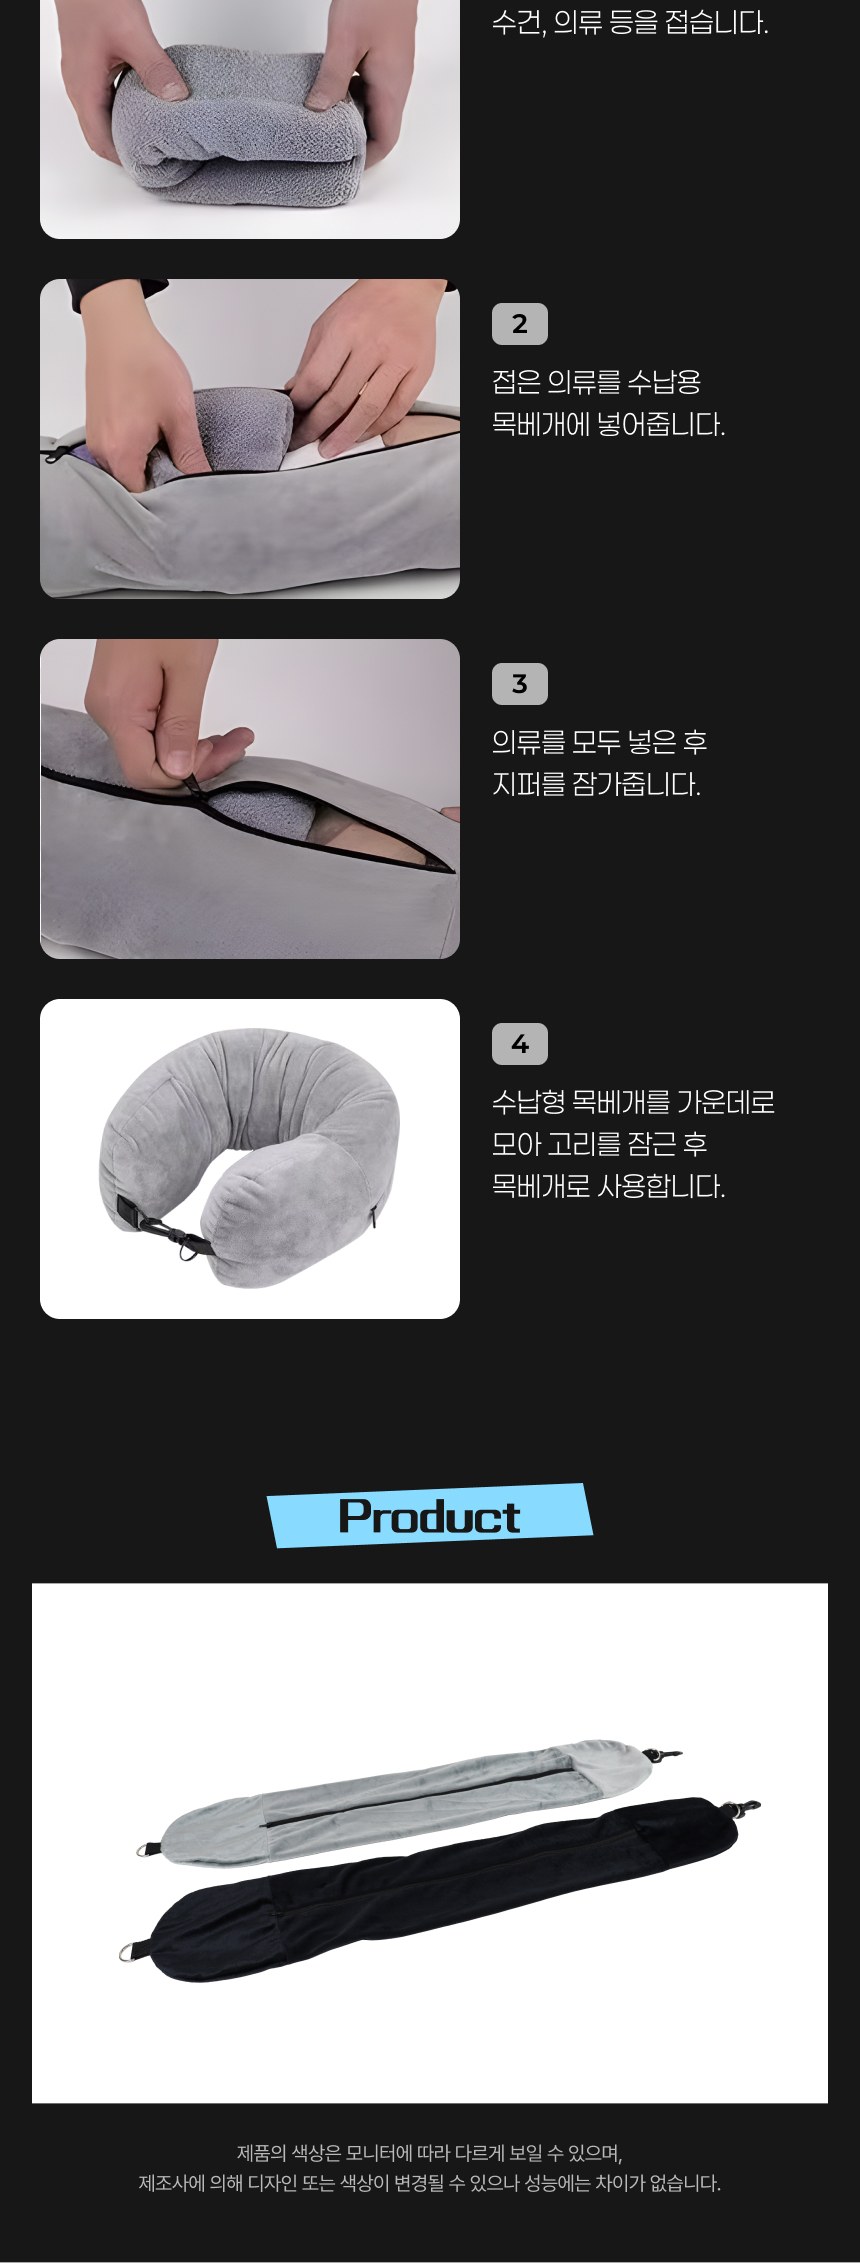 수건, 의류 등을 접습니다.
2
접은 의류를 수납용
목베개에 넣어줍니다.
3
의류를 모두 넣은 후
지퍼를 잠가줍니다.
4
수납형 목베개를 가운데로
모아 고리를 잠근 후
목베개로 사용합니다.
Product
제품의 색상은 모니터에 따라 다르게 보일 수 있으며,
제조사에 의해 디자인 또는 색상이 변경될 수 있으나 성능에는 차이가 없습니다.